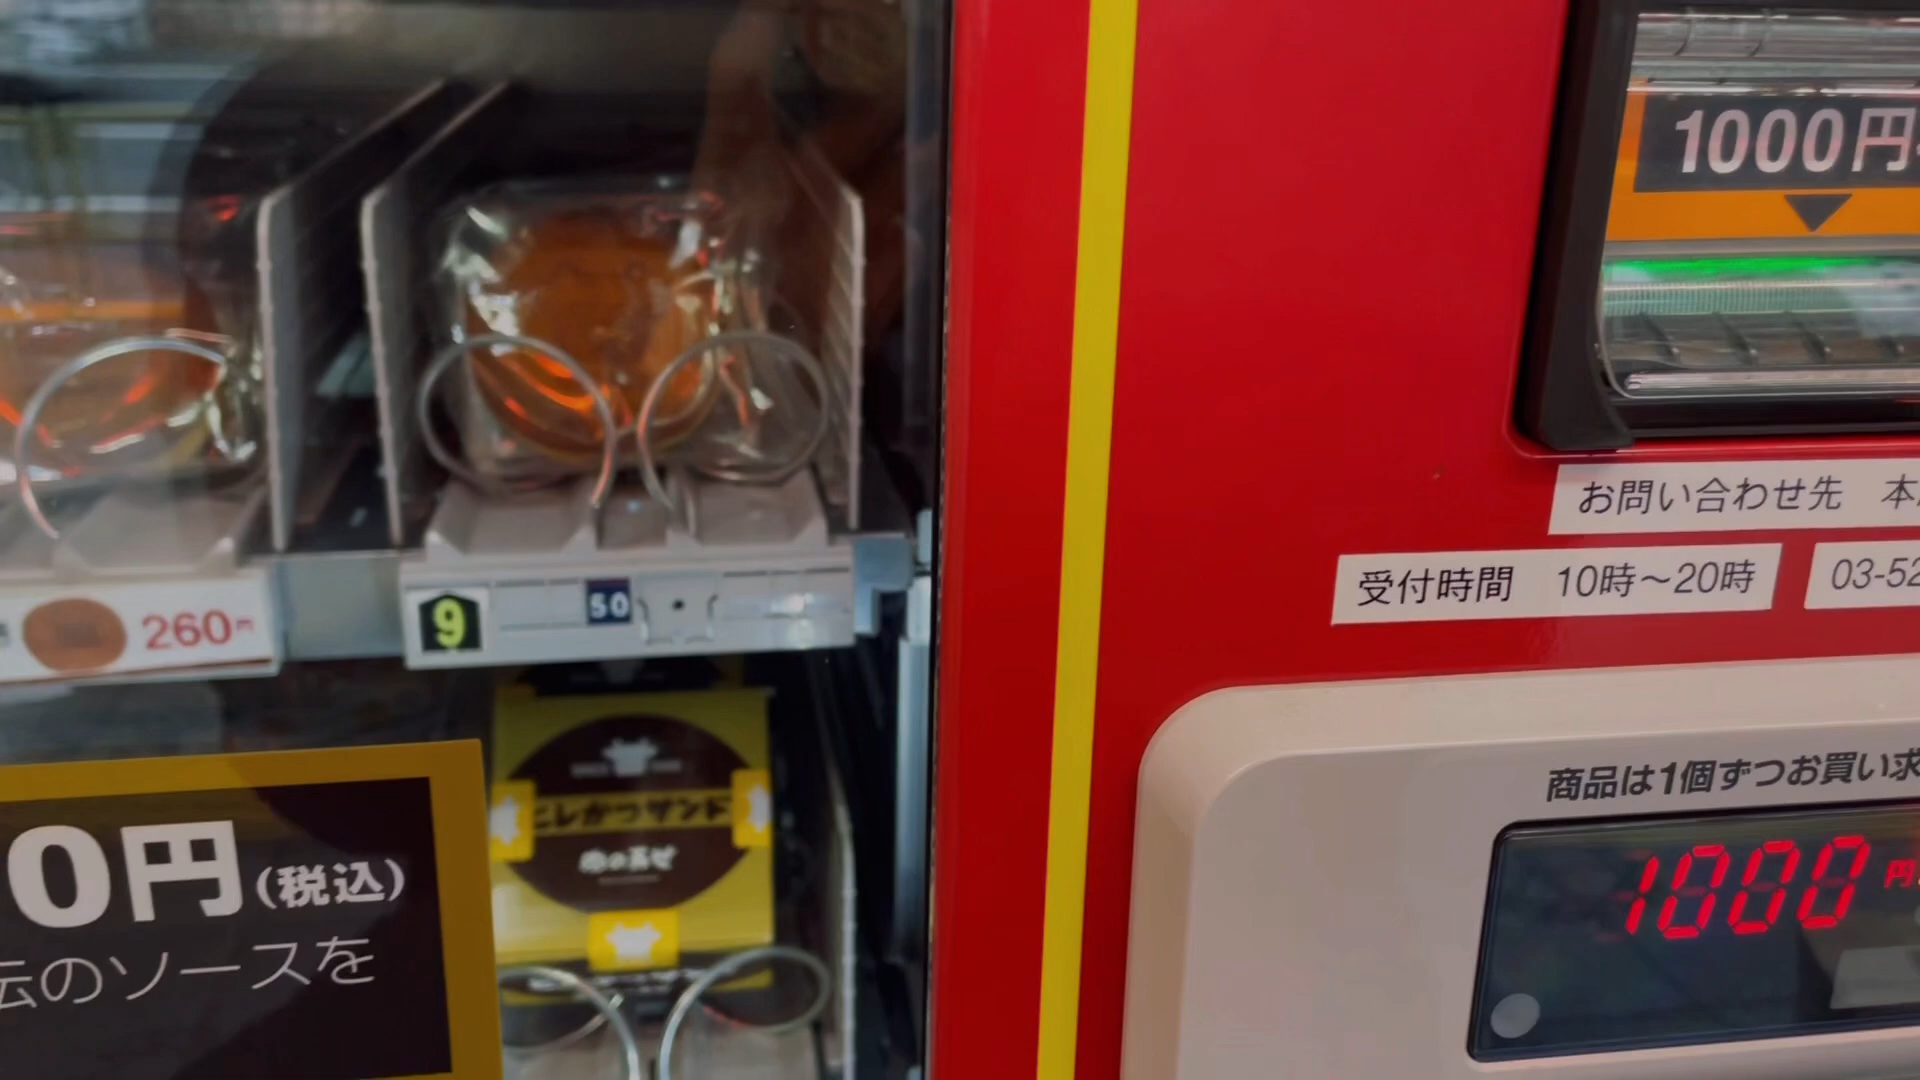 1000円
お問い合わせ先 本
受付時間 10時～20時
03-52
260円
9
50
0円(税込)
伝のソースを
ヒレかつサンド
商品は1個ずつお買い求
1000円